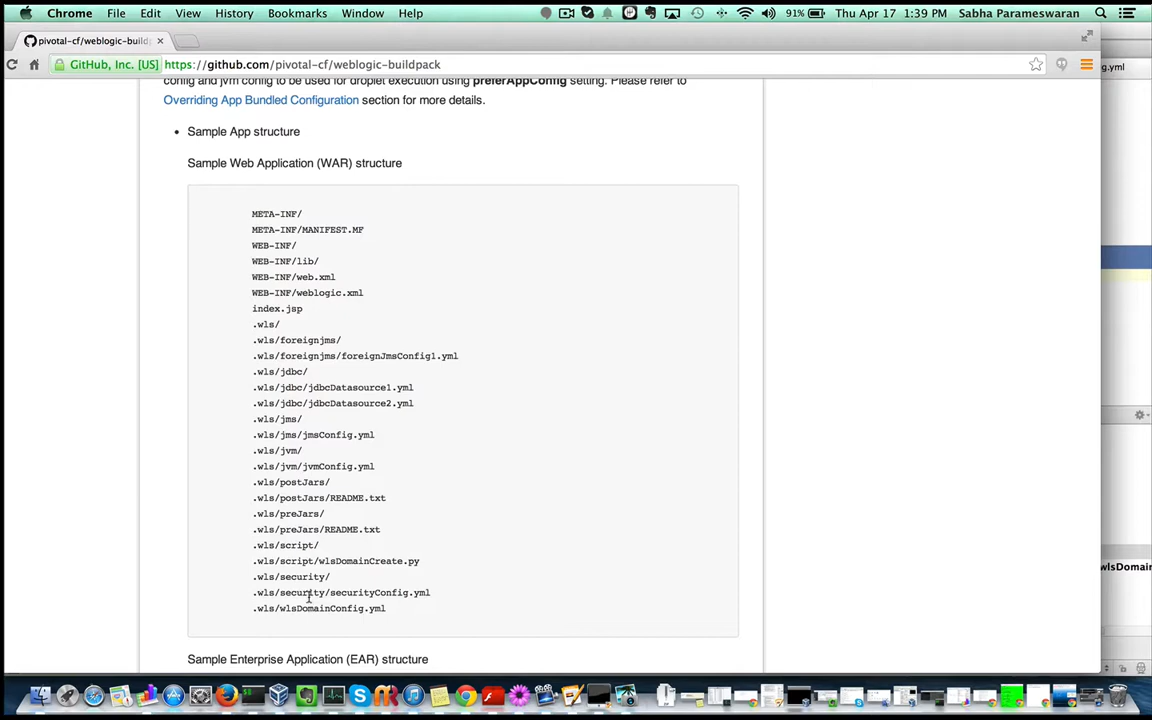 Chrome File Edit View History Bookmarks Window Help 91% Thu Apr 17 1:39 PM Sabha Parameswaran
pivotal-cf/weblogic-build
GitHub, Inc. [US] https://github.com/pivotal-cf/weblogic-buildpack
g.yml
config and jvm config to be used for droplet execution using preferAppConfig setting. Please refer to
Overriding App Bundled Configuration section for more details.
Sample App structure
Sample Web Application (WAR) structure
META-INF/
META-INF/MANIFEST.MF
WEB-INF/
WEB-INF/lib/
WEB-INF/web.xml
WEB-INF/weblogic.xml
index.jsp
.wls/
.wls/foreignjms/
.wls/foreignjms/foreignJmsConfig1.yml
.wls/jdbc/
.wls/jdbc/jdbcDatasource1.yml
.wls/jdbc/jdbcDatasource2.yml
.wls/jms/
.wls/jms/jmsConfig.yml
.wls/jvm/
.wls/jvm/jvmConfig.yml
.wls/postJars/
.wls/postJars/README.txt
.wls/preJars/
.wls/preJars/README.txt
.wls/script/
.wls/script/wlsDomainCreate.py
wlsDomain
.wls/security/
.wls/security/securityConfig.yml
.wls/wlsDomainConfig.yml
Sample Enterprise Application (EAR) structure